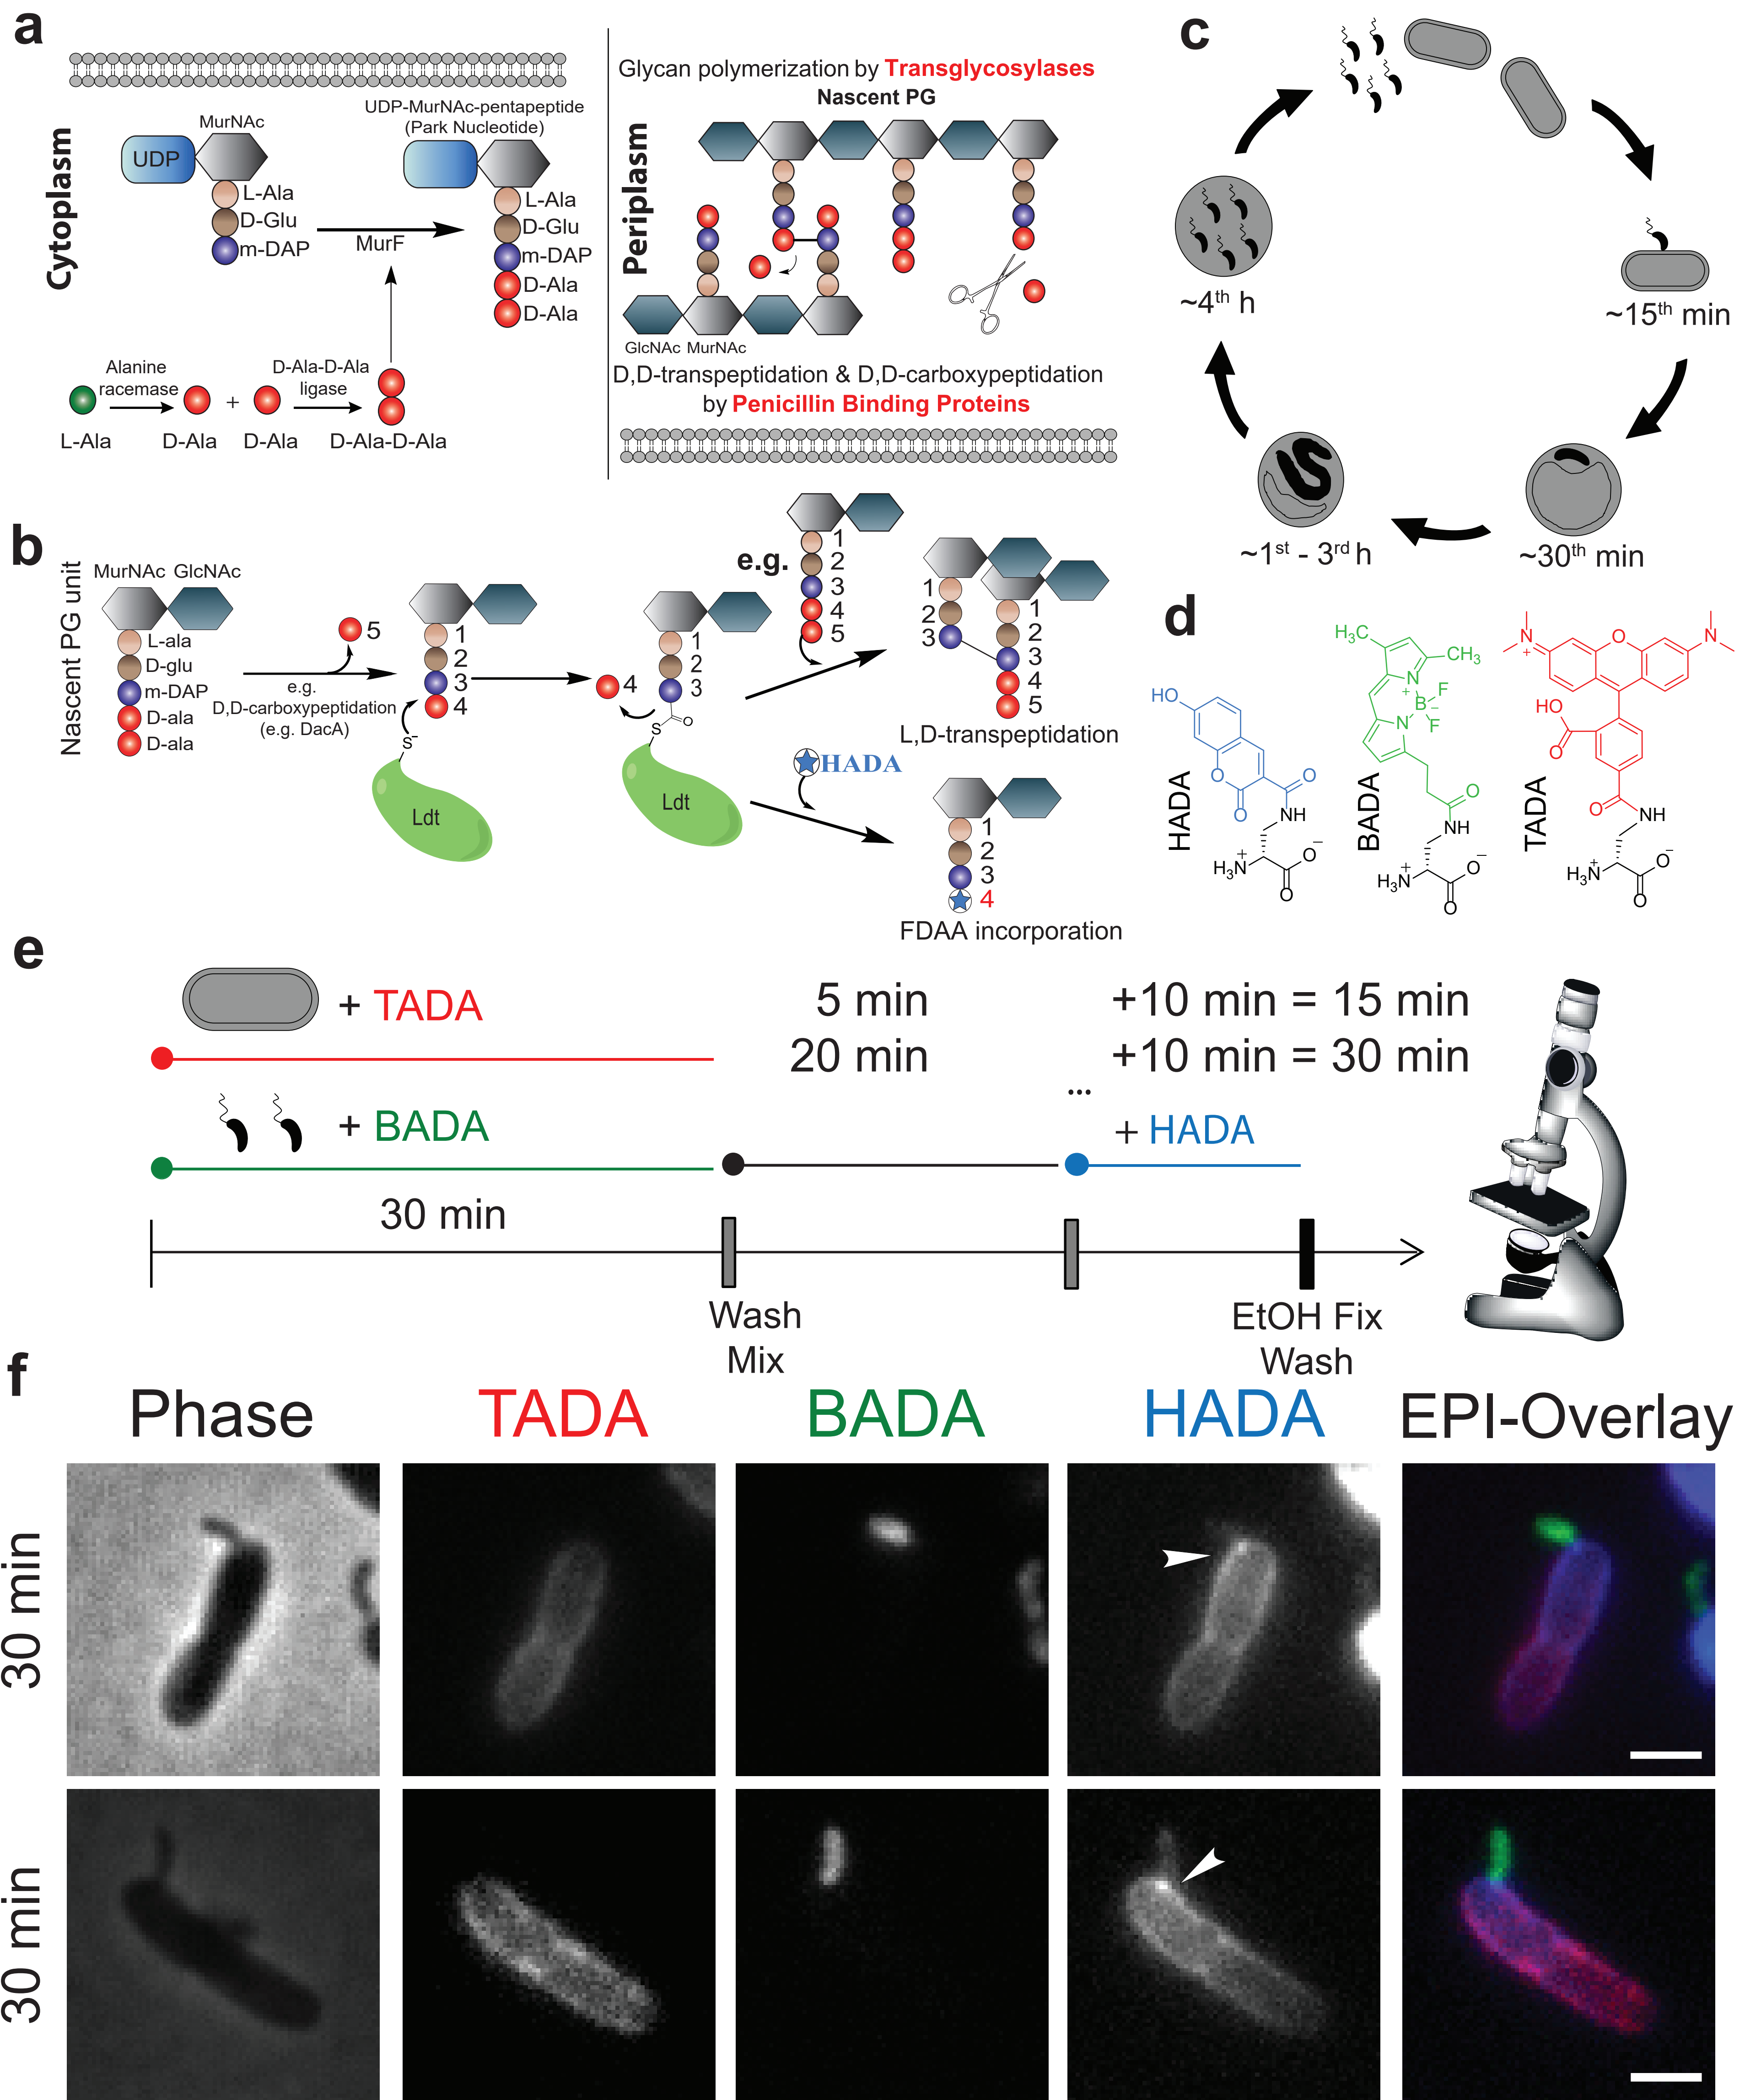 a
Cytoplasm
UDP
MurNAc
L-Ala
D-Glu
m-DAP
MurF
UDP-MurNAc-pentapeptide
(Park Nucleotide)
L-Ala
D-Glu
m-DAP
D-Ala
D-Ala
Alanine
racemase
D-Ala-D-Ala
ligase
+
L-Ala
D-Ala
D-Ala
D-Ala-D-Ala
Glycan polymerization by Transglycosylases
Nascent PG
Periplasm
GlcNAc MurNAc
D,D-transpeptidation & D,D-carboxypeptidation
by Penicillin Binding Proteins
b
Nascent PG unit
MurNAc GlcNAc
L-ala
D-glu
m-DAP
D-ala
D-ala
5
e.g.
D,D-carboxypeptidation
(e.g. DacA)
1
2
3
4
S⁻
Ldt
4
1
2
3
S
O
Ldt
e.g.
1
2
3
4
5
HADA
1
2
3
1
2
3
4
5
L,D-transpeptidation
1
2
3
4
FDAA incorporation
c
~15th min
~30th min
~1st - 3rd h
~4th h
d
HADA
HO
O
O
O
NH
H₃N⁺
O⁻
O
BADA
H₃C
CH₃
N
+
B⁻
F
F
N
O
NH
H₃N⁺
O⁻
O
TADA
N
+
O
N
HO
O
O
NH
H₃N⁺
O⁻
O
e
+ TADA
5 min
+10 min = 15 min
20 min
+10 min = 30 min
...
+ BADA
+ HADA
30 min
Wash
Mix
EtOH Fix
Wash
f
Phase
TADA
BADA
HADA
EPI-Overlay
30 min
30 min